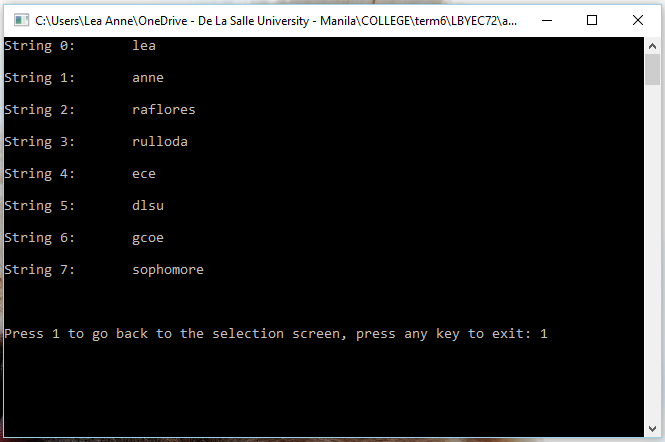 C:\Users\Lea Anne\OneDrive - De La Salle University - Manila\COLLEGE\term6\LBYEC72\a...
String 0: lea
String 1: anne
String 2: raflores
String 3: rulloda
String 4: ece
String 5: dlsu
String 6: gcoe
String 7: sophomore
Press 1 to go back to the selection screen, press any key to exit: 1